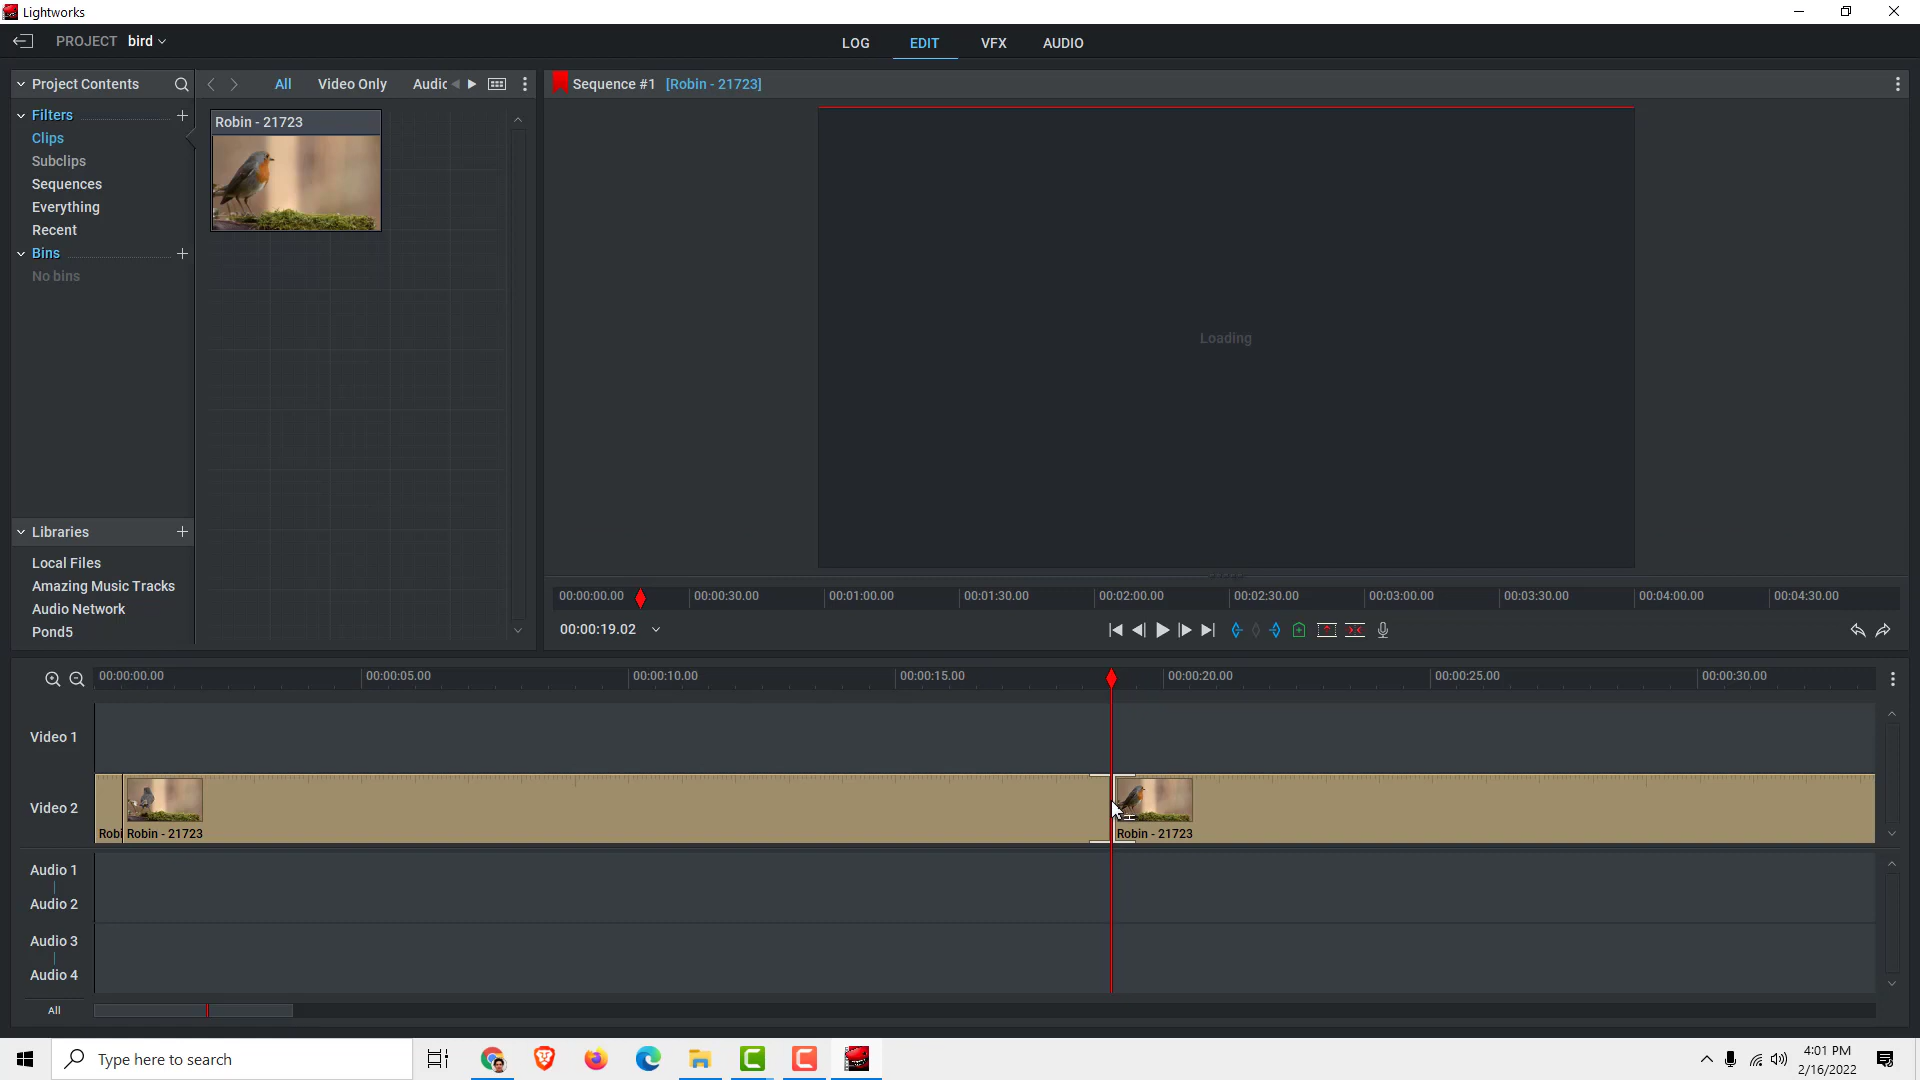 Lightworks
PROJECT bird
LOG EDIT VFX AUDIO
Project Contents
All Video Only Audic
Sequence #1 [Robin - 21723]
Filters
Clips
Subclips
Sequences
Everything
Recent
Bins
No bins
Robin - 21723
Loading
Libraries
Local Files
Amazing Music Tracks
Audio Network
Pond5
00:00:00.00 00:00:30.00 00:01:00.00 00:01:30.00 00:02:00.00 00:02:30.00 00:03:00.00 00:03:30.00 00:04:00.00 00:04:30.00
00:00:19.02
00:00:00.00 00:00:05.00 00:00:10.00 00:00:15.00 00:00:20.00 00:00:25.00 00:00:30.00
Video 1
Video 2
Robi Robin - 21723 Robin - 21723
Audio 1
Audio 2
Audio 3
Audio 4
All
Type here to search
4:01 PM
2/16/2022